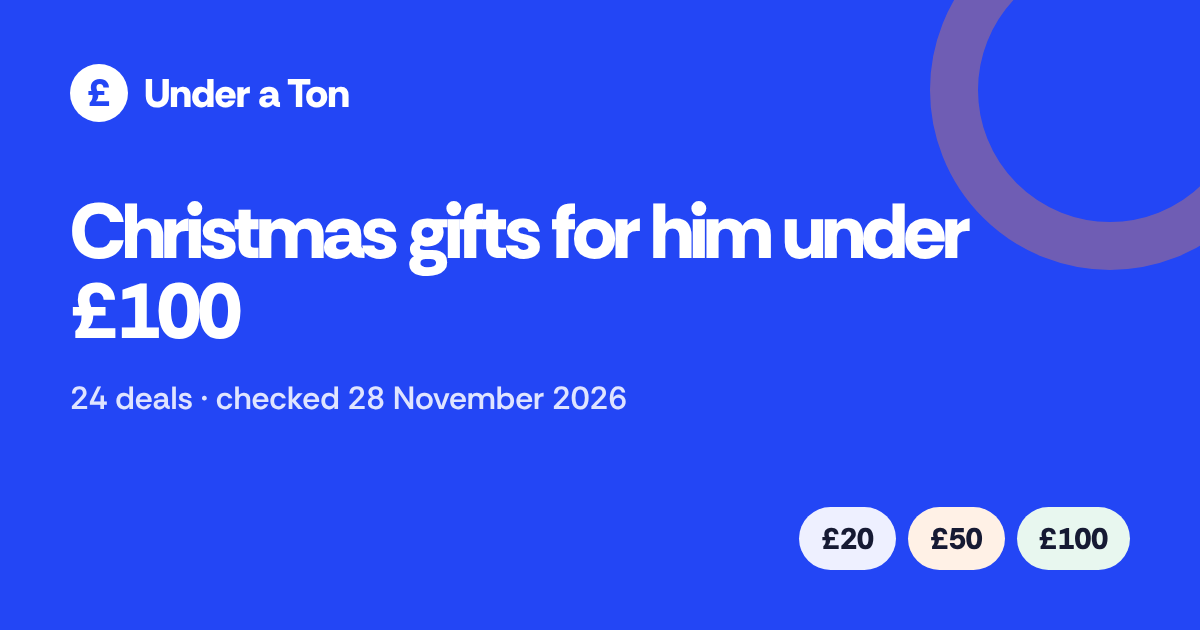 £ Under a Ton
Christmas gifts for him under
£100
24 deals · checked 28 November 2026
£20 £50 £100